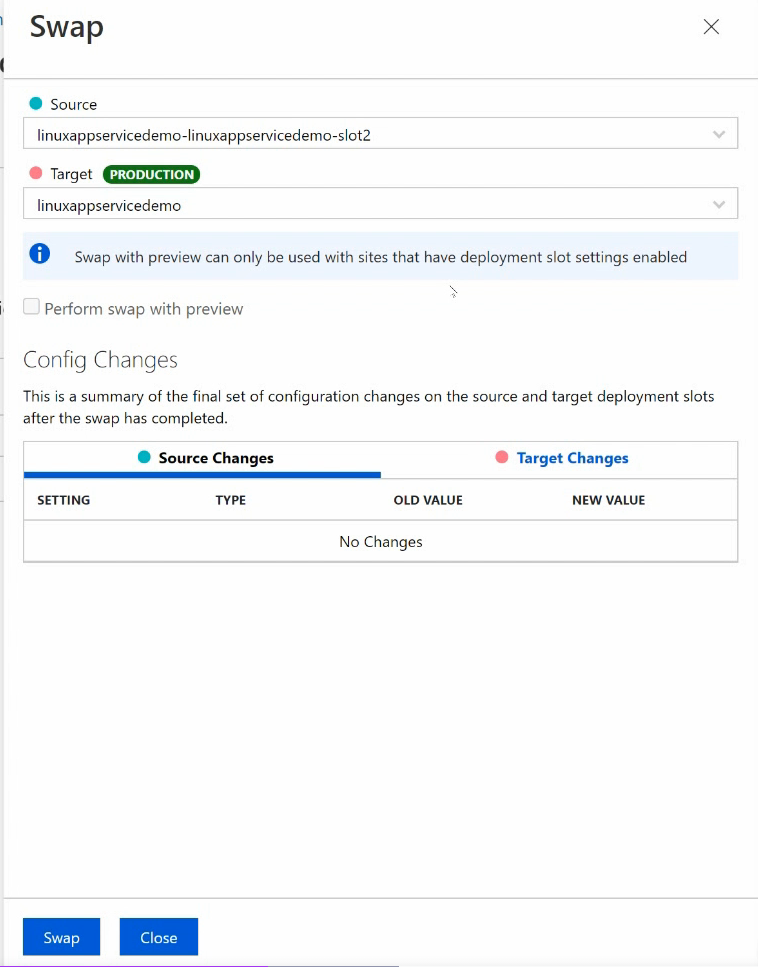 Swap
Source
linuxappservicedemo-linuxappservicedemo-slot2
Target PRODUCTION
linuxappservicedemo
Swap with preview can only be used with sites that have deployment slot settings enabled
Perform swap with preview
Config Changes
This is a summary of the final set of configuration changes on the source and target deployment slots
after the swap has completed.
Source Changes Target Changes
SETTING TYPE OLD VALUE NEW VALUE
No Changes
Swap Close